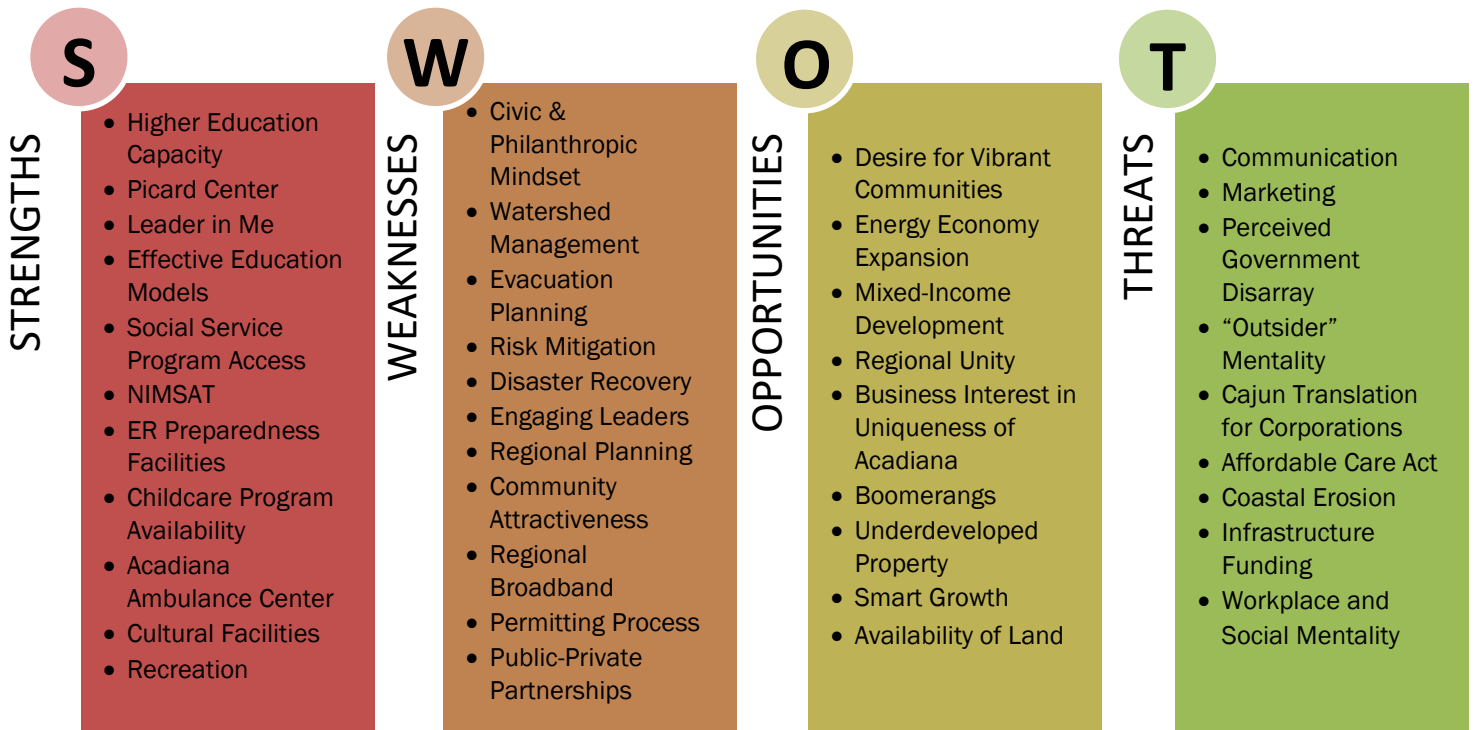 S
STRENGTHS
• Higher Education
Capacity
• Picard Center
• Leader in Me
• Effective Education
Models
• Social Service
Program Access
• NIMSAT
• ER Preparedness
Facilities
• Childcare Program
Availability
• Acadiana
Ambulance Center
• Cultural Facilities
• Recreation
W
WEAKNESSES
• Civic &
Philanthropic
Mindset
• Watershed
Management
• Evacuation
Planning
• Risk Mitigation
• Disaster Recovery
• Engaging Leaders
• Regional Planning
• Community
Attractiveness
• Regional
Broadband
• Permitting Process
• Public-Private
Partnerships
O
OPPORTUNITIES
• Desire for Vibrant
Communities
• Energy Economy
Expansion
• Mixed-Income
Development
• Regional Unity
• Business Interest in
Uniqueness of
Acadiana
• Boomerangs
• Underdeveloped
Property
• Smart Growth
• Availability of Land
T
THREATS
• Communication
• Marketing
• Perceived
Government
Disarray
• “Outsider”
Mentality
• Cajun Translation
for Corporations
• Affordable Care Act
• Coastal Erosion
• Infrastructure
Funding
• Workplace and
Social Mentality